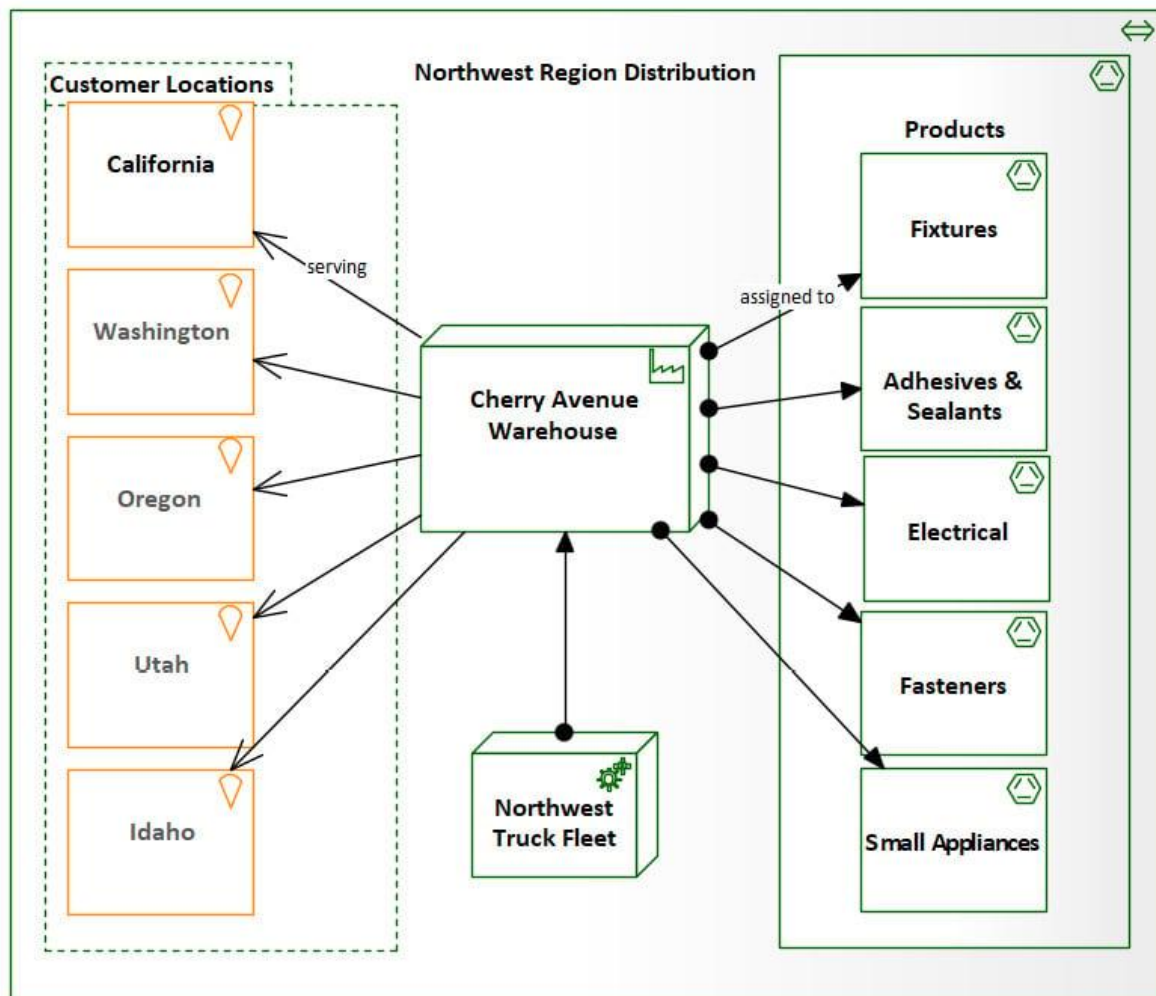 Northwest Region Distribution
Customer Locations
California
Washington
Oregon
Utah
Idaho
serving
Cherry Avenue
Warehouse
Northwest
Truck Fleet
assigned to
Products
Fixtures
Adhesives &
Sealants
Electrical
Fasteners
Small Appliances